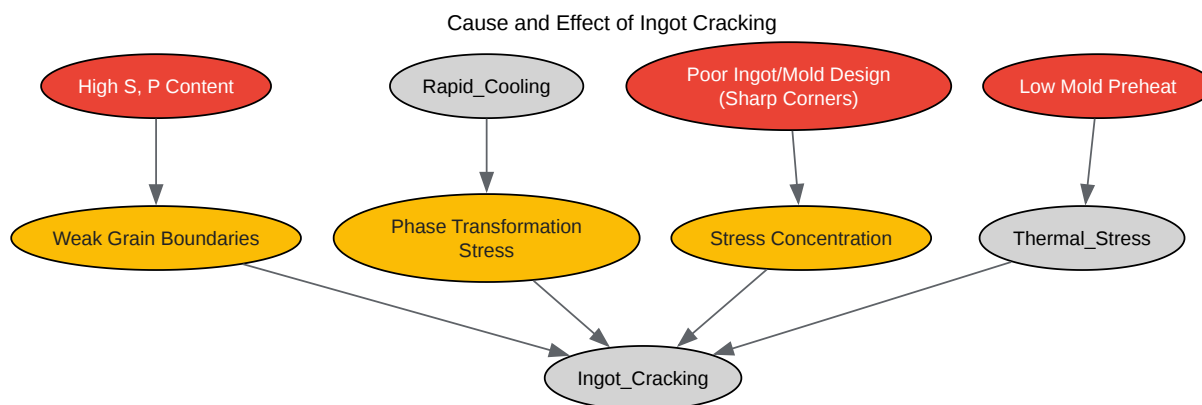 Cause and Effect of Ingot Cracking
High S, P Content
Rapid_Cooling
Poor Ingot/Mold Design
(Sharp Corners)
Low Mold Preheat
Weak Grain Boundaries
Phase Transformation
Stress
Stress Concentration
Thermal_Stress
Ingot_Cracking